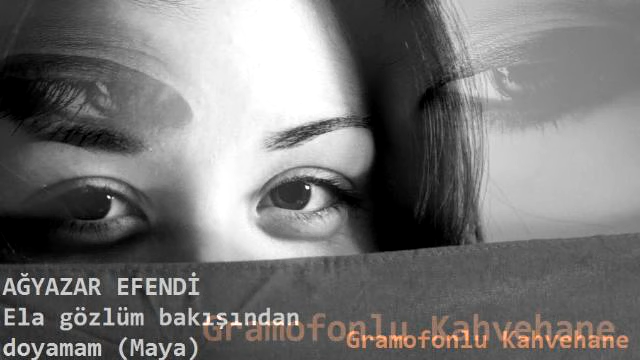 AĞYAZAR EFENDİ
Ela gözlüm bakışından
doyamam (Maya)
Gramofonlu Kahvehane
Gramofonlu Kahvehane